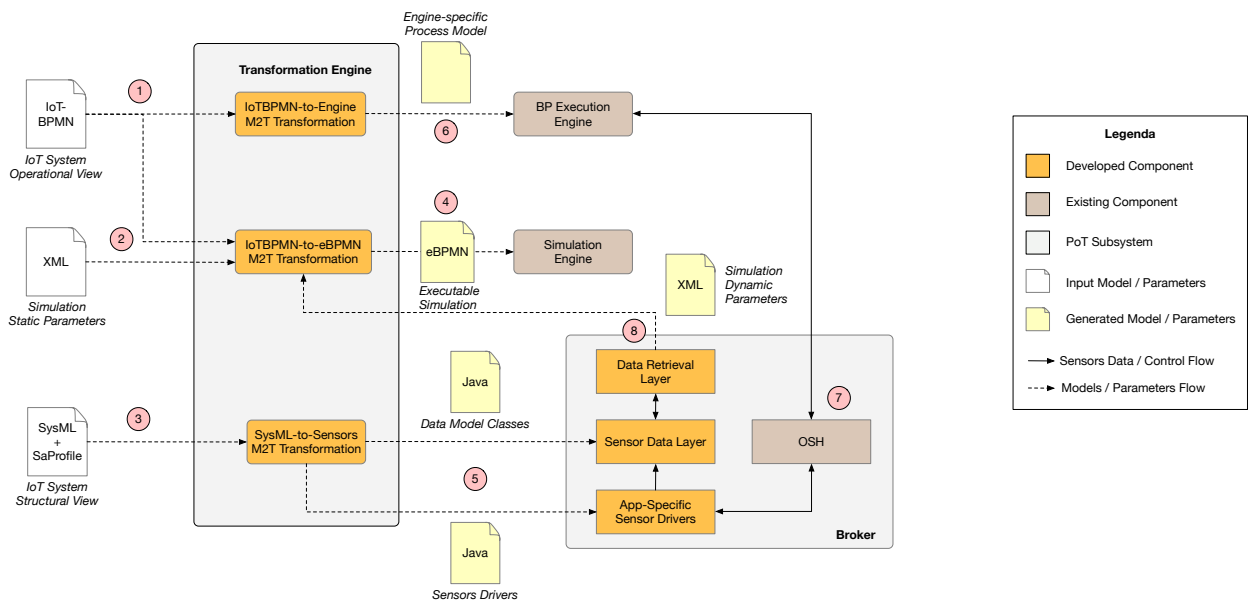 Engine-specific
Process Model
Transformation Engine
IoT-
BPMN
IoT System
Operational View
1
IoTBPMN-to-Engine
M2T Transformation
6
BP Execution
Engine
2
XML
Simulation
Static Parameters
IoTBPMN-to-eBPMN
M2T Transformation
4
eBPMN
Executable
Simulation
Simulation
Engine
XML
Simulation
Dynamic
Parameters
8
Data Retrieval
Layer
Java
Data Model Classes
3
SysML
+
SaProfile
IoT System
Structural View
SysML-to-Sensors
M2T Transformation
Sensor Data Layer
7
OSH
5
App-Specific
Sensor Drivers
Broker
Java
Sensors Drivers
Legenda
Developed Component
Existing Component
PoT Subsystem
Input Model / Parameters
Generated Model / Parameters
Sensors Data / Control Flow
Models / Parameters Flow